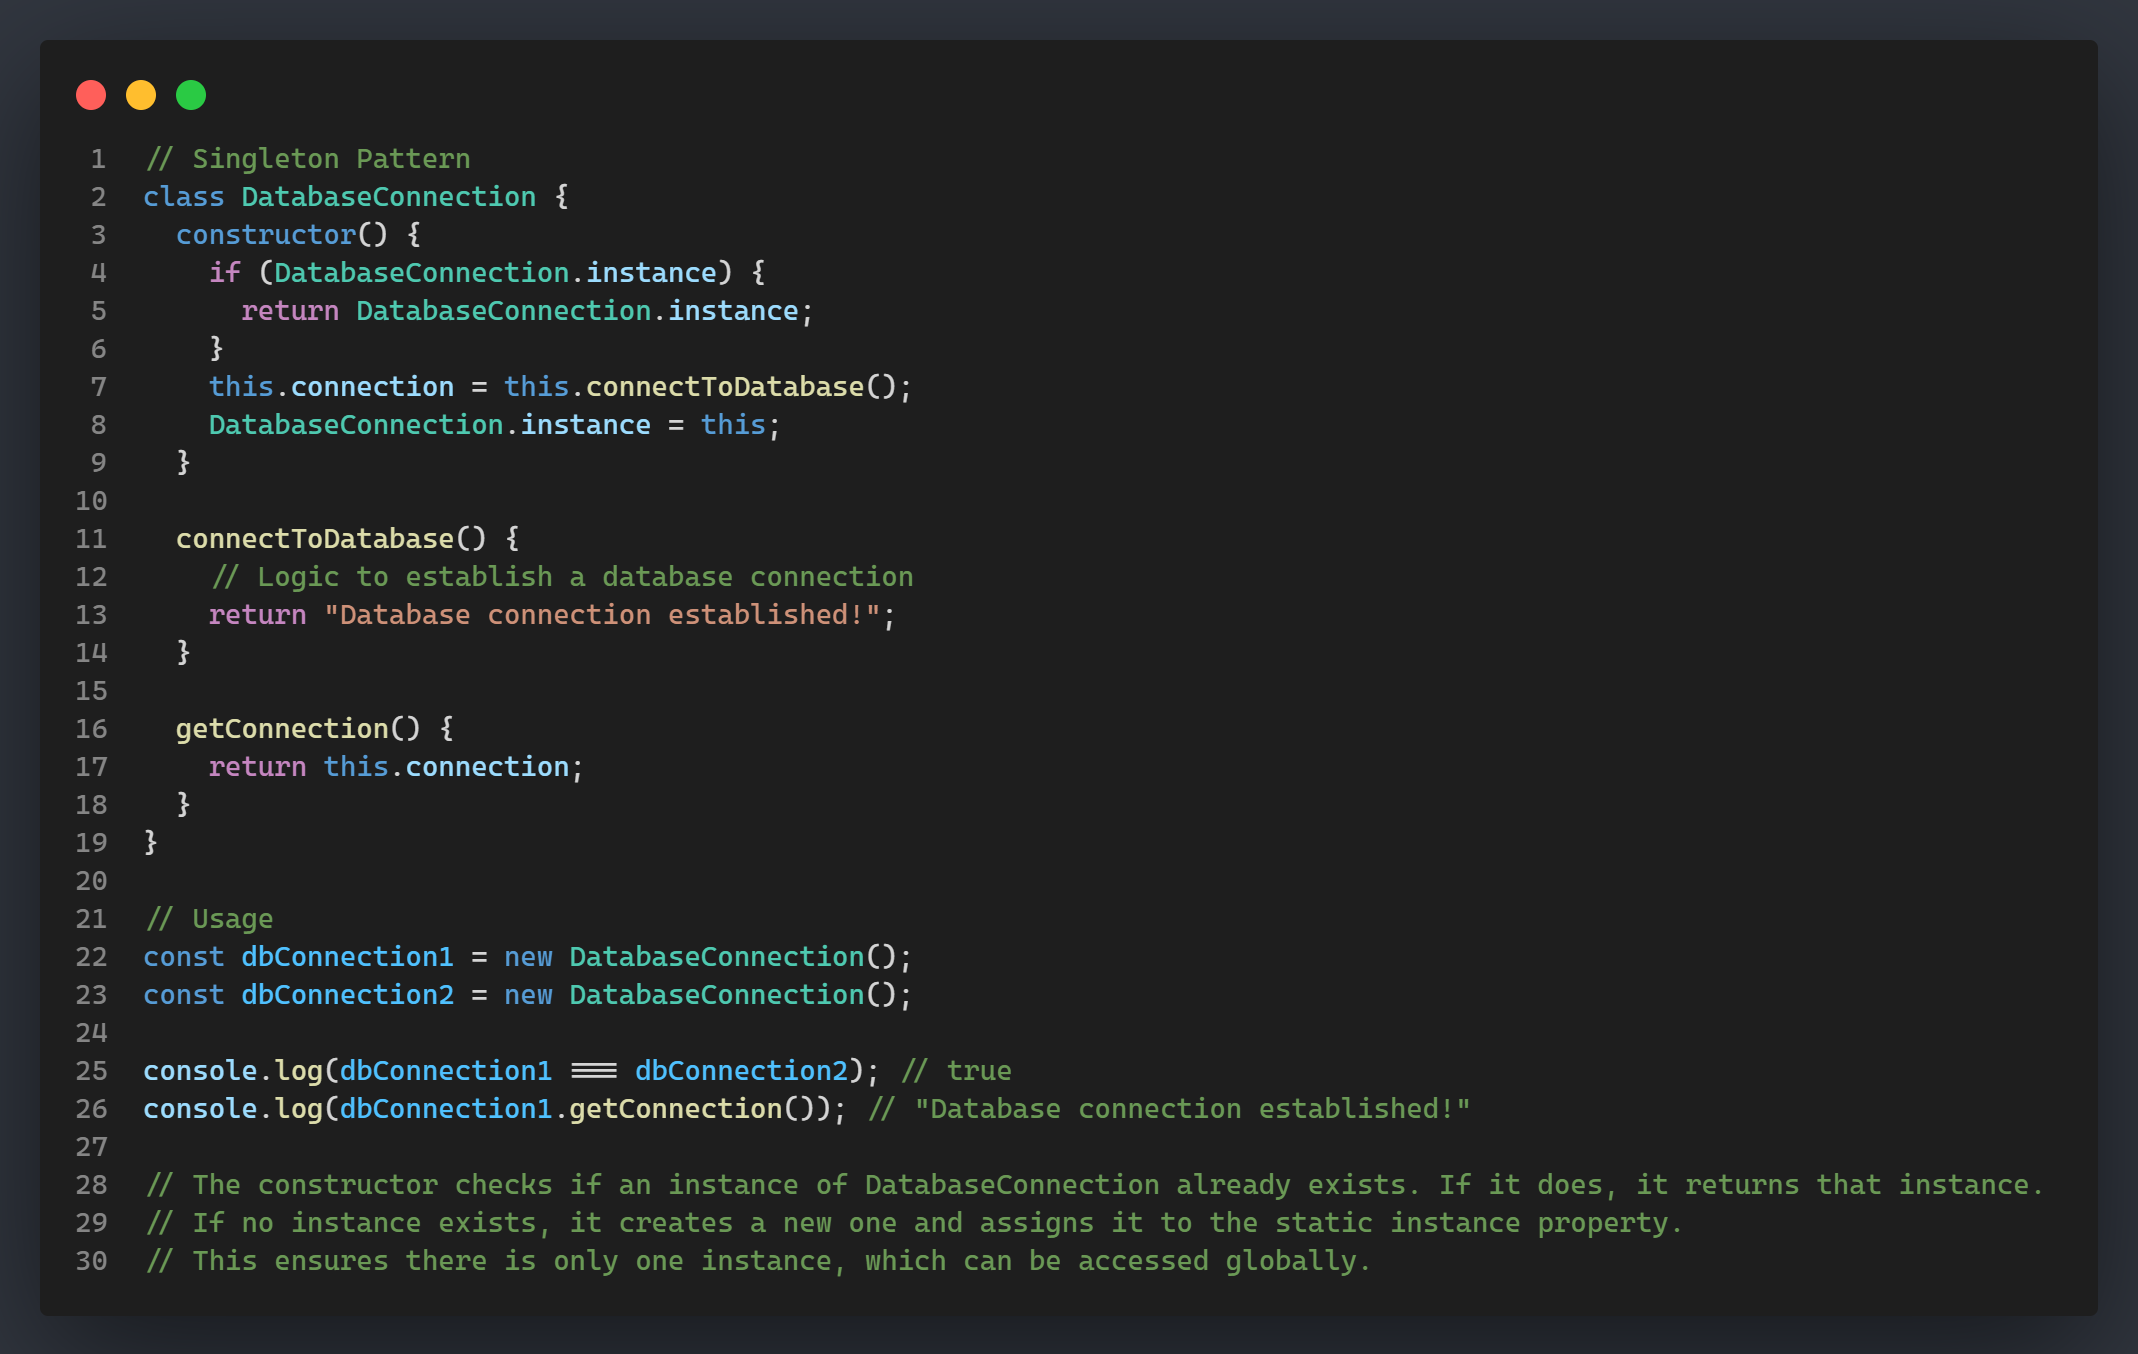 1 // Singleton Pattern
2 class DatabaseConnection {
3   constructor() {
4     if (DatabaseConnection.instance) {
5       return DatabaseConnection.instance;
6     }
7     this.connection = this.connectToDatabase();
8     DatabaseConnection.instance = this;
9   }
10
11   connectToDatabase() {
12     // Logic to establish a database connection
13     return "Database connection established!";
14   }
15
16   getConnection() {
17     return this.connection;
18   }
19 }
20
21 // Usage
22 const dbConnection1 = new DatabaseConnection();
23 const dbConnection2 = new DatabaseConnection();
24
25 console.log(dbConnection1 === dbConnection2); // true
26 console.log(dbConnection1.getConnection()); // "Database connection established!"
27
28 // The constructor checks if an instance of DatabaseConnection already exists. If it does, it returns that instance.
29 // If no instance exists, it creates a new one and assigns it to the static instance property.
30 // This ensures there is only one instance, which can be accessed globally.